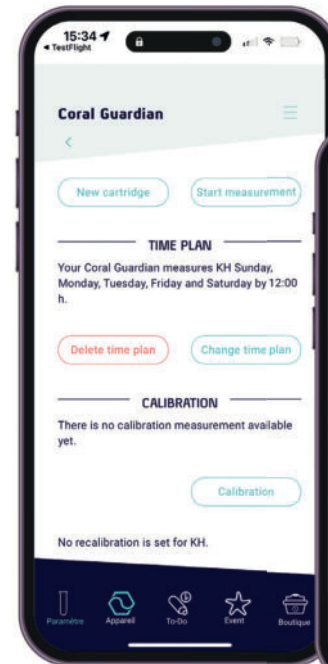 15:34
◂ TestFlight
Coral Guardian
New cartridge
Start measurement
TIME PLAN
Your Coral Guardian measures KH Sunday,
Monday, Tuesday, Friday and Saturday by 12:00
h.
Delete time plan
Change time plan
CALIBRATION
There is no calibration measurement available
yet.
Calibration
No recalibration is set for KH.
Paramètre
Appareil
To-Do
Event
Boutique